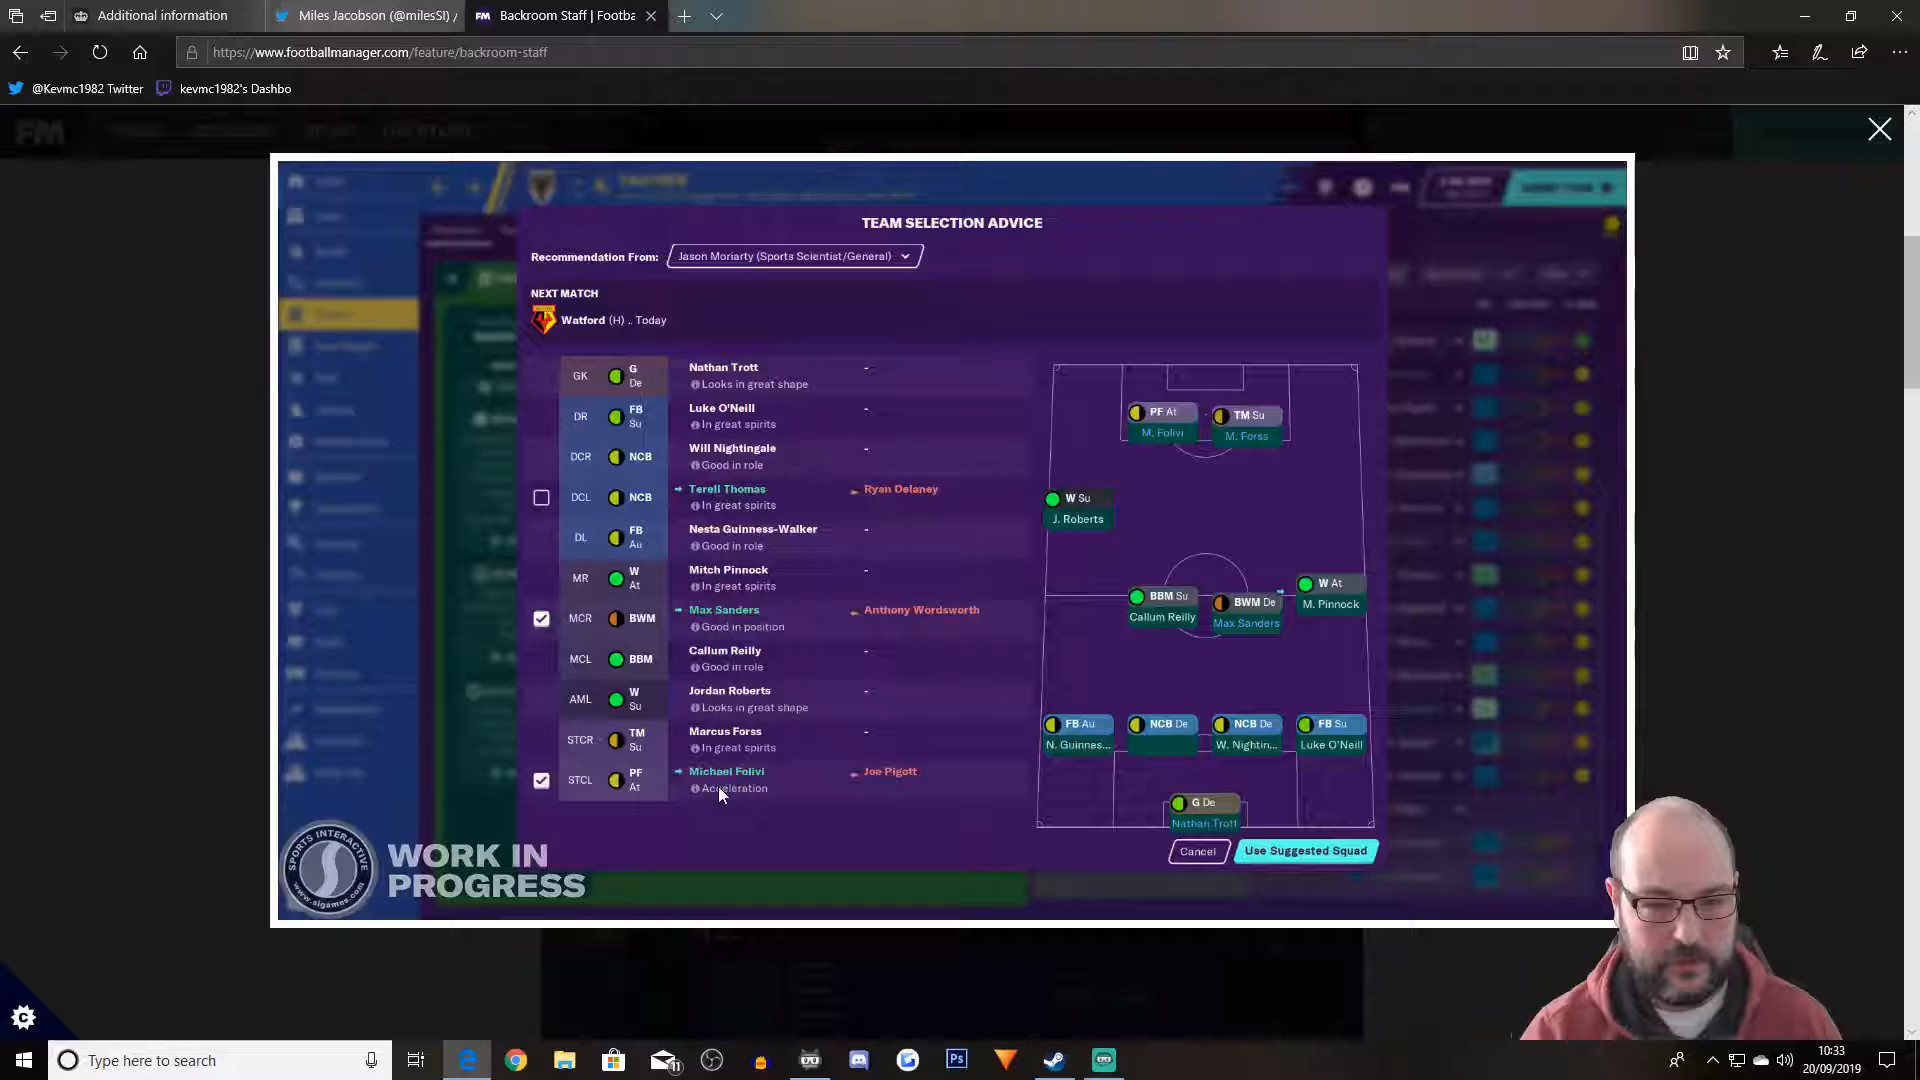 Additional information
Miles Jacobson (@milesSI) /
FM Backroom Staff | Footba
https://www.footballmanager.com/feature/backroom-staff
@Kevmc1982 Twitter
kevmc1982's Dashbo
FM
TEAM SELECTION ADVICE
Recommendation From: Jason Moriarty (Sports Scientist/General)
NEXT MATCH
Watford (H) .. Today
GK G De Nathan Trott -
Looks in great shape
DR FB Su Luke O'Neill -
In great spirits
DCR NCB Will Nightingale -
Good in role
DCL NCB Terell Thomas Ryan Delaney
In great spirits
DL FB Au Nesta Guinness-Walker -
Good in role
MR W At Mitch Pinnock -
In great spirits
MCR BWM Max Sanders Anthony Wordsworth
Good in position
MCL BBM Callum Reilly -
Good in role
AML W Su Jordan Roberts -
Looks in great shape
STCR TM Su Marcus Forss -
In great spirits
STCL PF At Michael Folivi Joe Pigott
Acceleration
PF At
M. Folivi
TM Su
M. Forss
W Su
J. Roberts
BBM Su
Callum Reilly
BWM De
Max Sanders
W At
M. Pinnock
FB Au
N. Guinnes...
NCB De
NCB De
W. Nightin...
FB Su
Luke O'Neill
G De
Nathan Trott
Cancel
Use Suggested Squad
SPORTS INTERACTIVE
www.sigames.com
WORK IN
PROGRESS
Type here to search
11
Ps
10:33
20/09/2019